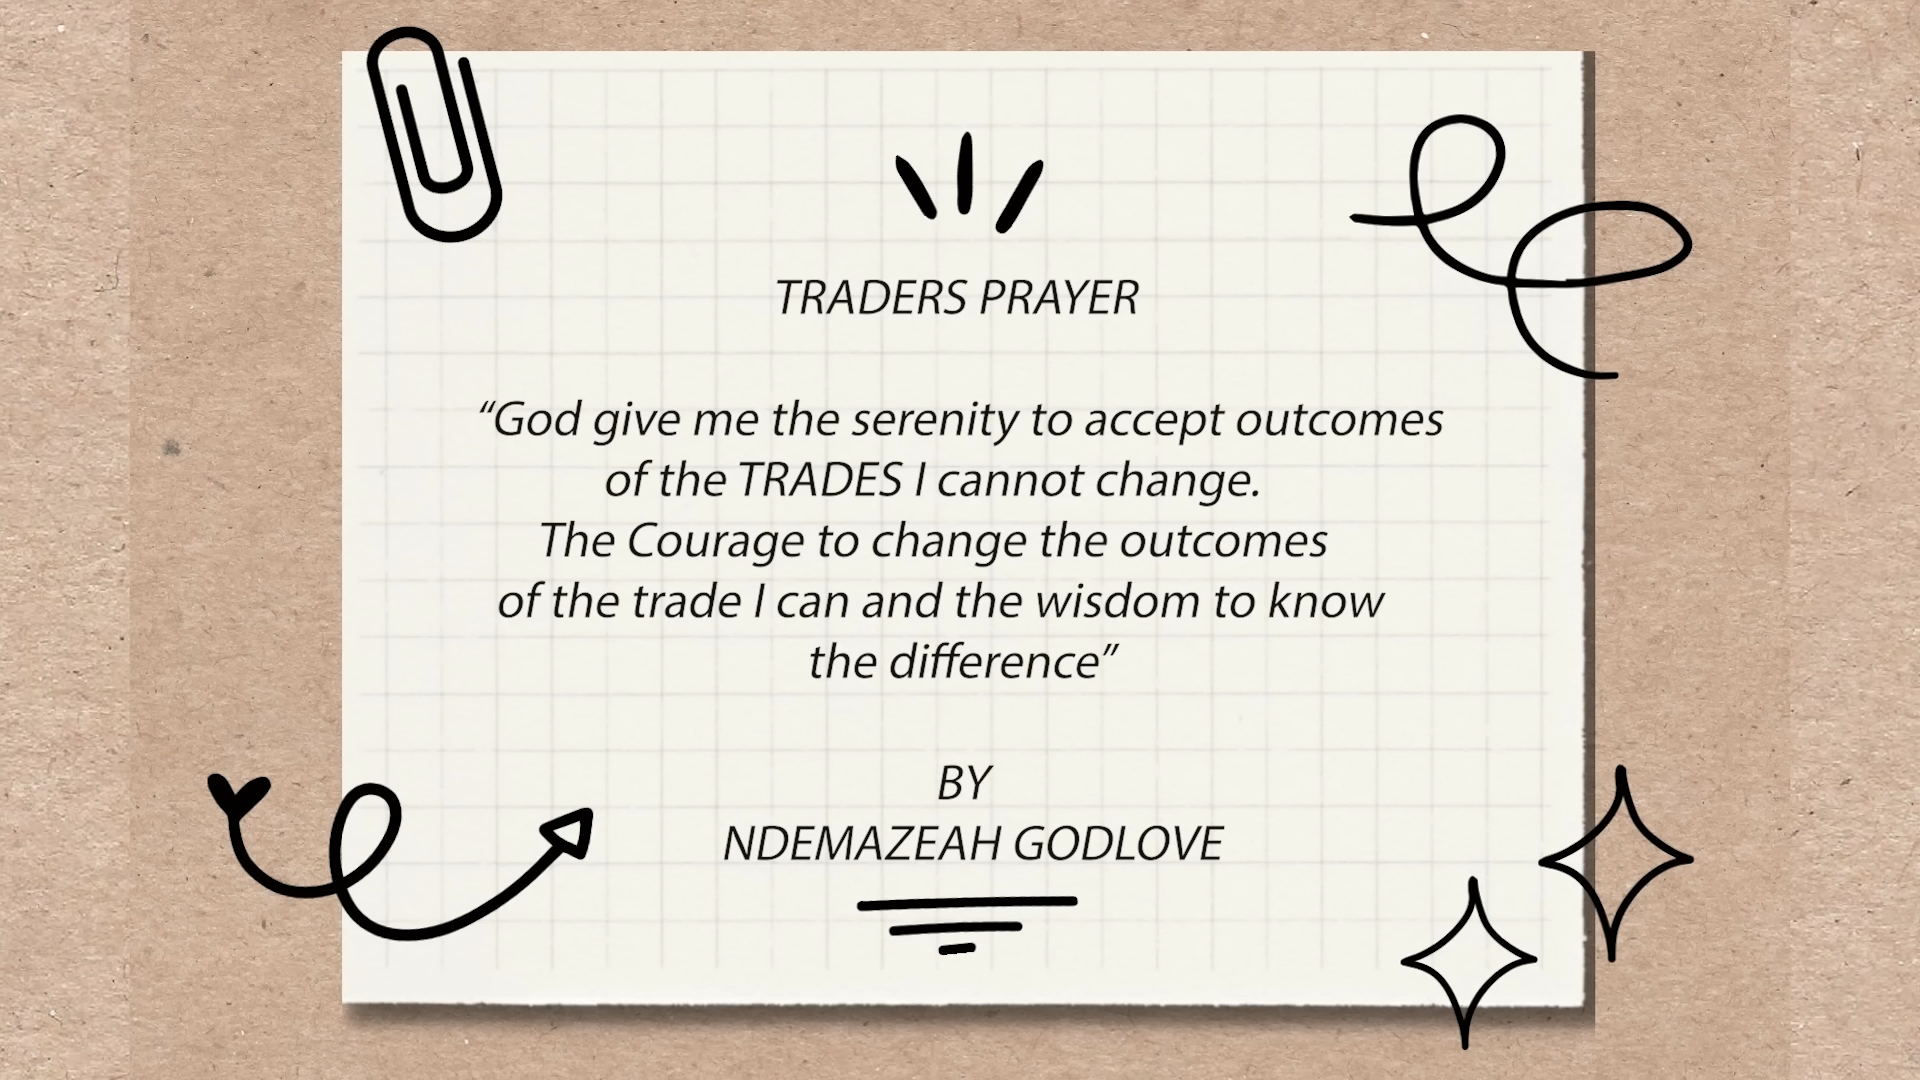 TRADERS PRAYER
“God give me the serenity to accept outcomes
of the TRADES I cannot change.
The Courage to change the outcomes
of the trade I can and the wisdom to know
the difference”
BY
NDEMAZEAH GODLOVE